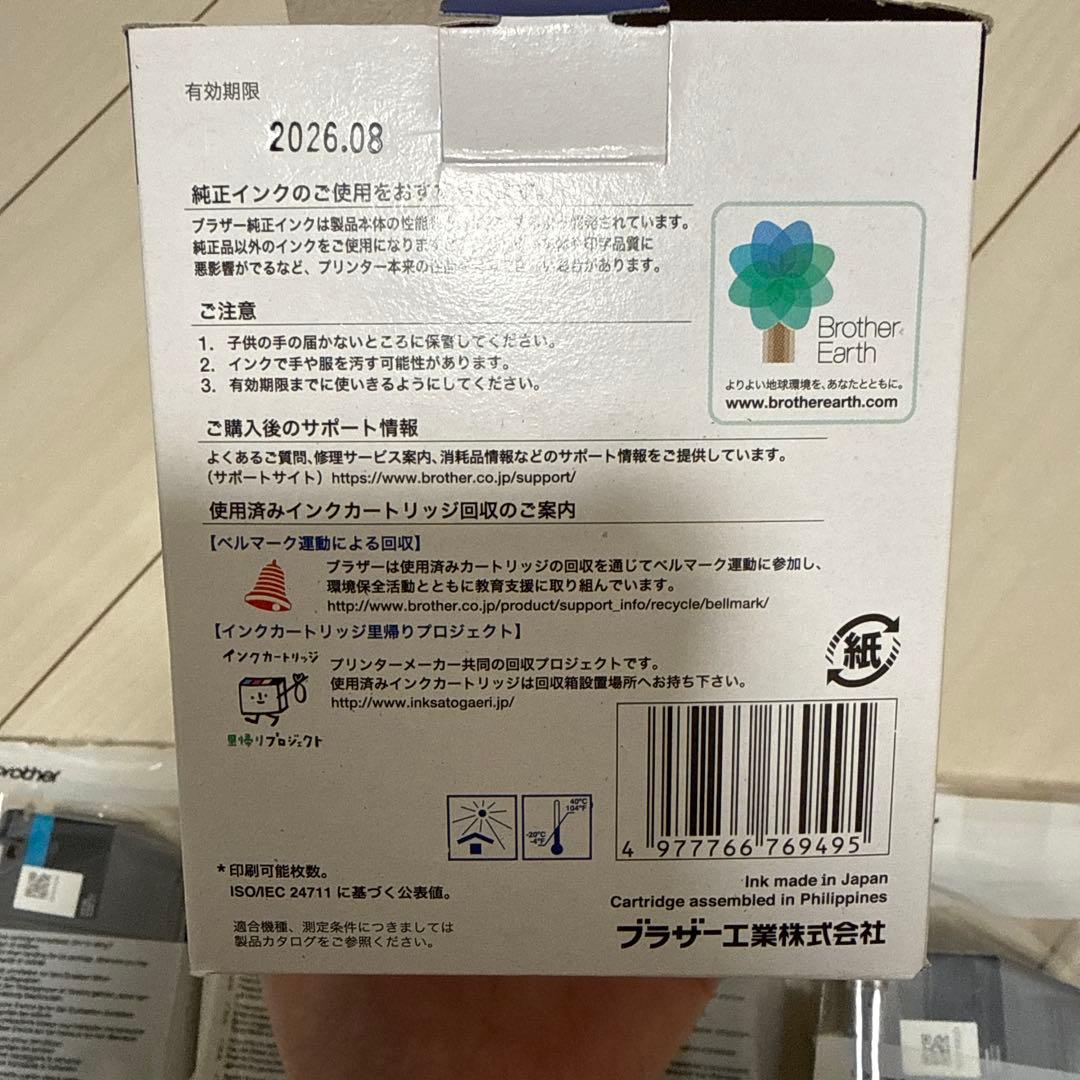 有効期限
2026.08
純正インクのご使用をおす
ブラザー純正インクは製品本体の性能 開発されています。
純正品以外のインクをご使用になりま 印字品質に
悪影響がでるなど、プリンター本来の 場合があります。
ご注意
1. 子供の手の届かないところに保管してください。
2. インクで手や服を汚す可能性があります。
3. 有効期限までに使いきるようにしてください。
Brother
Earth
よりよい地球環境を、あなたとともに。
www.brotherearth.com
ご購入後のサポート情報
よくあるご質問、修理サービス案内、消耗品情報などのサポート情報をご提供しています。
(サポートサイト) https://www.brother.co.jp/support/
使用済みインクカートリッジ回収のご案内
【ベルマーク運動による回収】
ブラザーは使用済みカートリッジの回収を通じてベルマーク運動に参加し、
環境保全活動とともに教育支援に取り組んでいます。
http://www.brother.co.jp/product/support_info/recycle/bellmark/
【インクカートリッジ里帰りプロジェクト】
インクカートリッジ
里帰りプロジェクト
プリンターメーカー共同の回収プロジェクトです。
使用済みインクカートリッジは回収箱設置場所へお持ち下さい。
http://www.inksatogaeri.jp/
紙
40°C
104°F
-20°C
-4°F
4 977766 769495
*印刷可能枚数。
ISO/IEC 24711 に基づく公表値。
適合機種、測定条件につきましては
製品カタログをご参照ください。
Ink made in Japan
Cartridge assembled in Philippines
ブラザー工業株式会社
brother